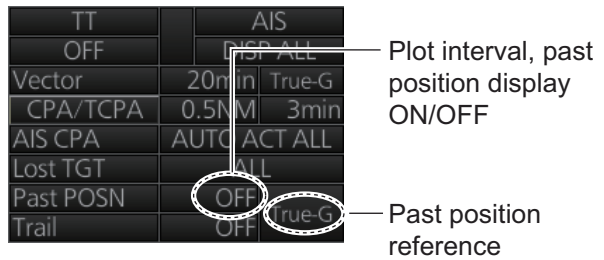 TT AIS
OFF DISP ALL
Vector 20min True-G
CPA/TCPA 0.5NM 3min
AIS CPA AUTO ACT ALL
Lost TGT ALL
Past POSN OFF True-G
Trail OFF
Plot interval, past
position display
ON/OFF
Past position
reference